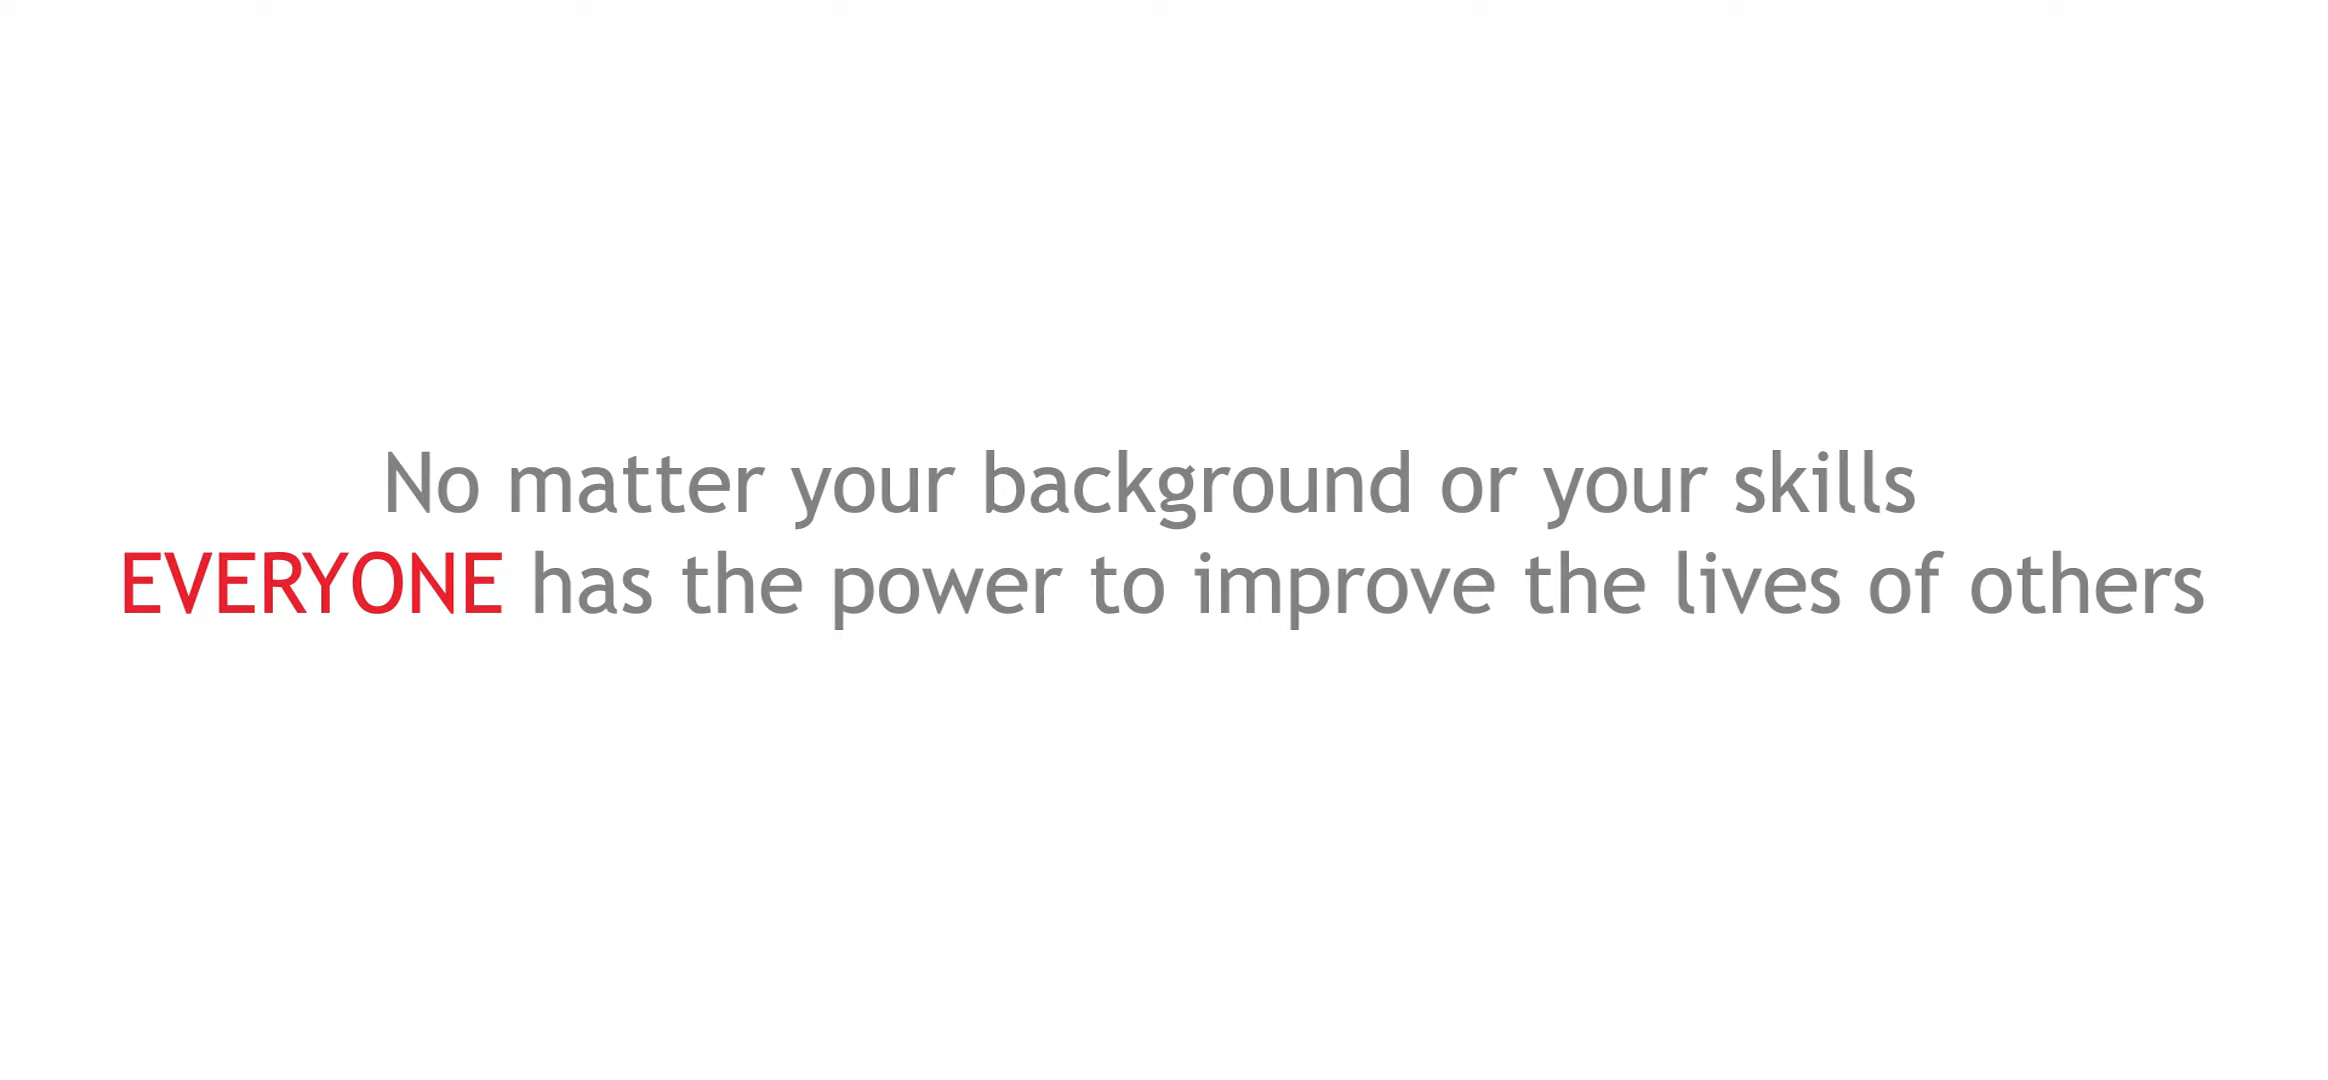 No matter your background or your skills
EVERYONE has the power to improve the lives of others